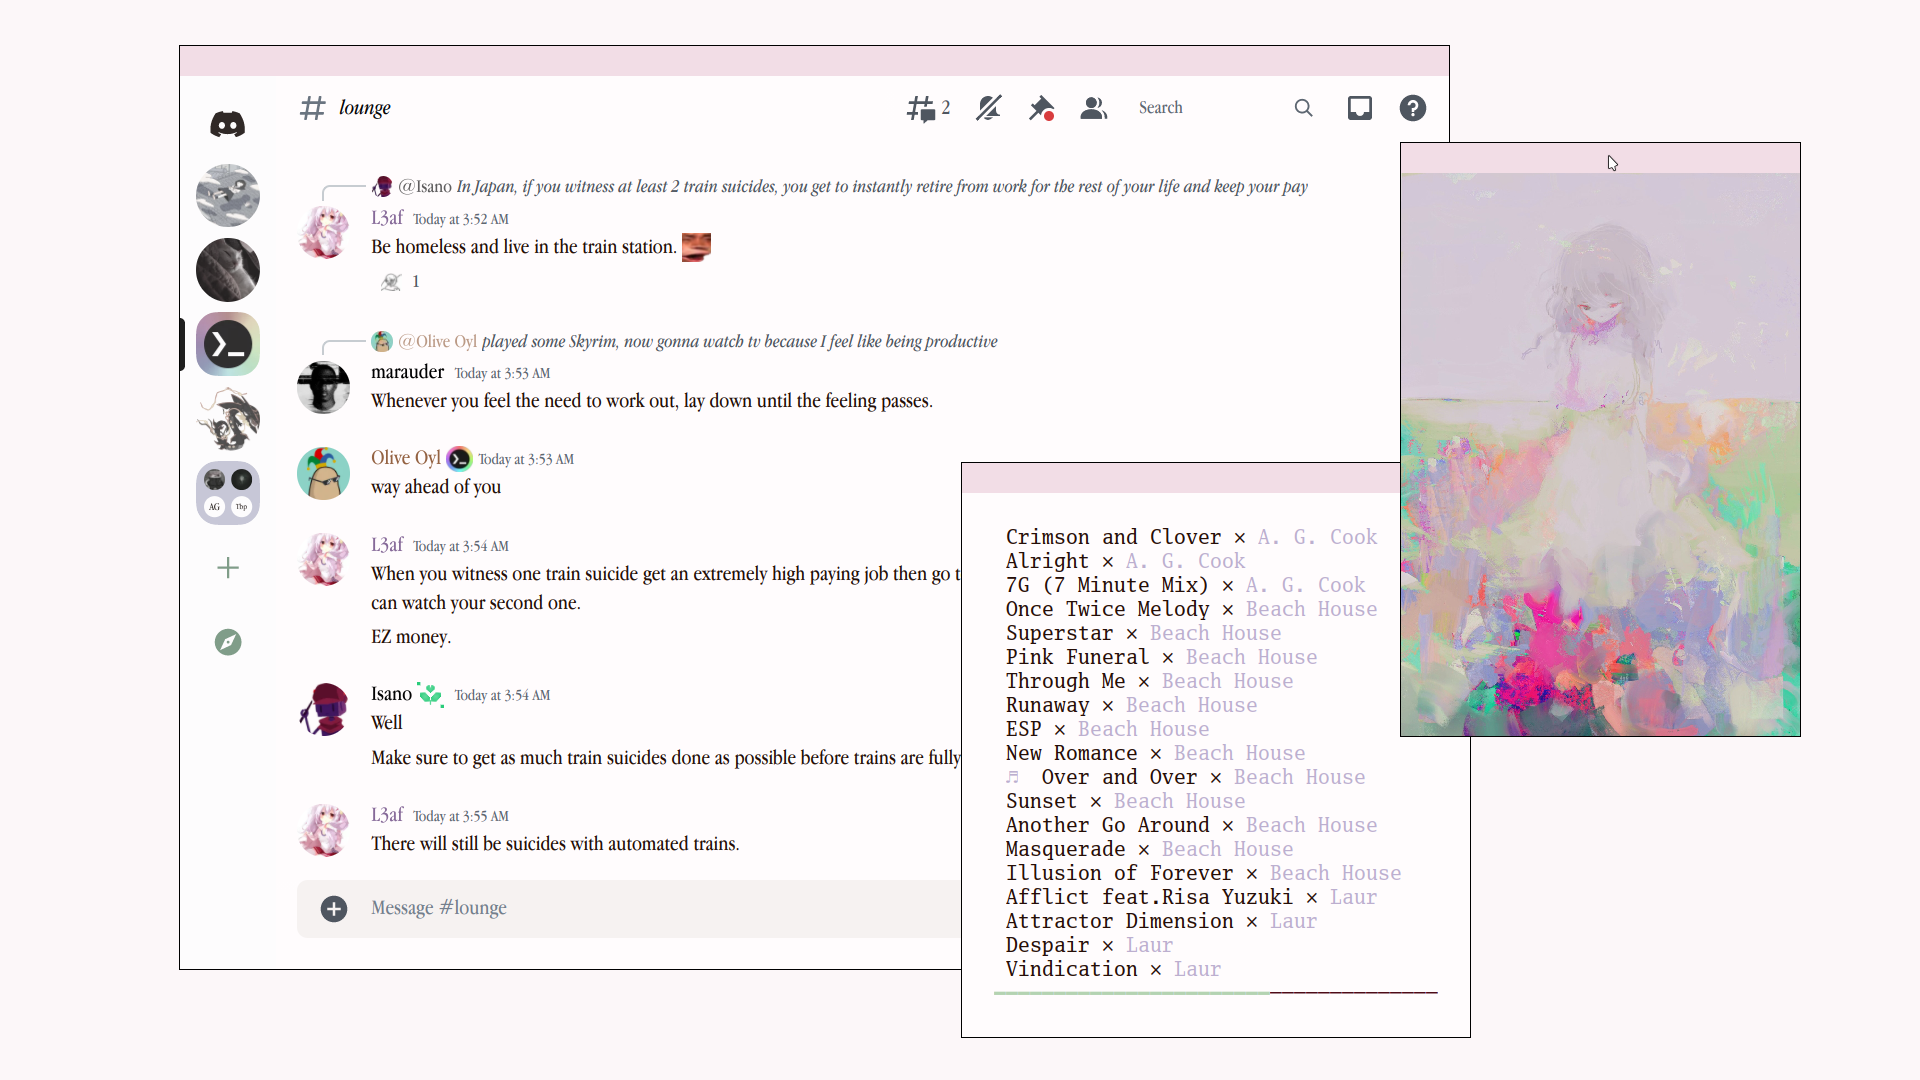 lounge
2
Search
@Isano In Japan, if you witness at least 2 train suicides, you get to instantly retire from work for the rest of your life and keep your pay
L3af Today at 3:52 AM
Be homeless and live in the train station.
1
@Olive Oyl played some Skyrim, now gonna watch tv because I feel like being productive
marauder Today at 3:53 AM
Whenever you feel the need to work out, lay down until the feeling passes.
Olive Oyl Today at 3:53 AM
way ahead of you
L3af Today at 3:54 AM
When you witness one train suicide get an extremely high paying job then go t
can watch your second one.
EZ money.
Isano Today at 3:54 AM
Well
Make sure to get as much train suicides done as possible before trains are fully
L3af Today at 3:55 AM
There will still be suicides with automated trains.
Message #lounge
AG Tbp
Crimson and Clover × A. G. Cook
Alright × A. G. Cook
7G (7 Minute Mix) × A. G. Cook
Once Twice Melody × Beach House
Superstar × Beach House
Pink Funeral × Beach House
Through Me × Beach House
Runaway × Beach House
ESP × Beach House
New Romance × Beach House
♬ Over and Over × Beach House
Sunset × Beach House
Another Go Around × Beach House
Masquerade × Beach House
Illusion of Forever × Beach House
Afflict feat.Risa Yuzuki × Laur
Attractor Dimension × Laur
Despair × Laur
Vindication × Laur